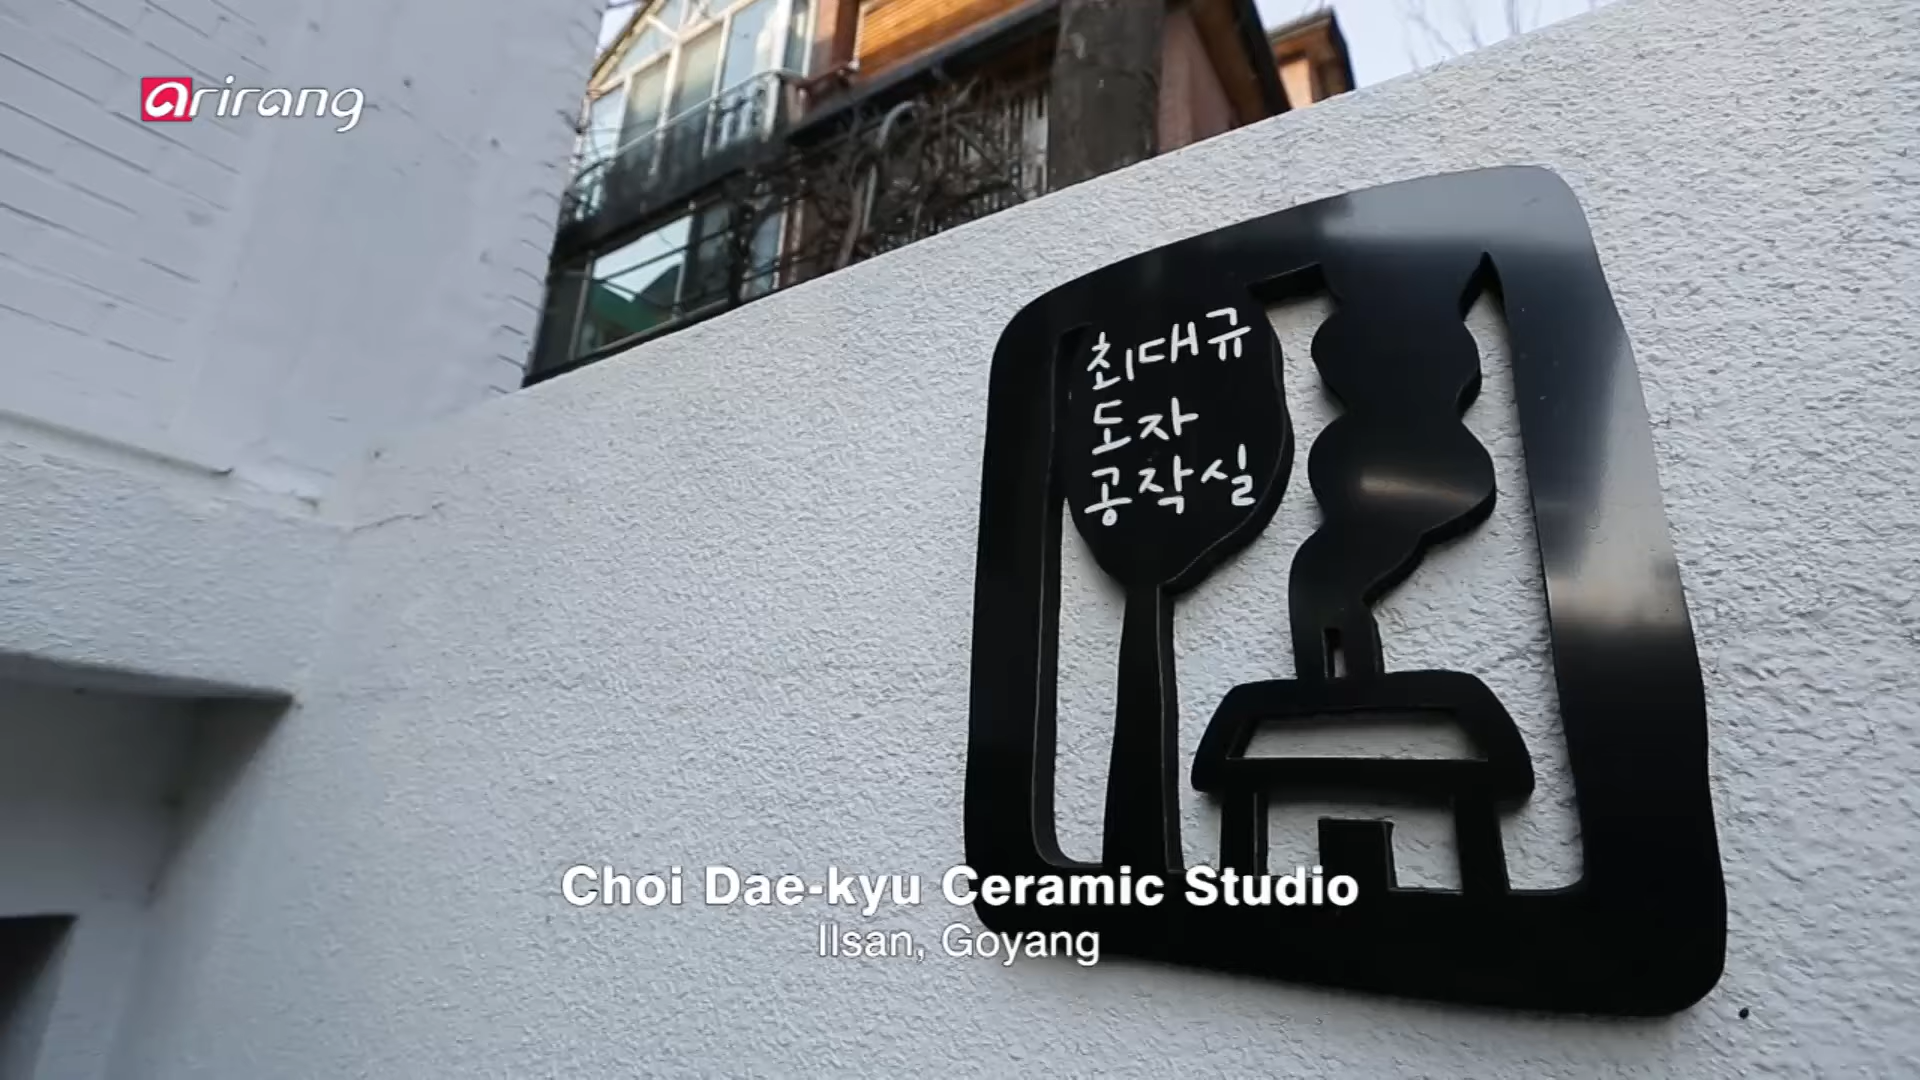 arirang
최대규
도자
공작실
Choi Dae-kyu Ceramic Studio
Ilsan, Goyang